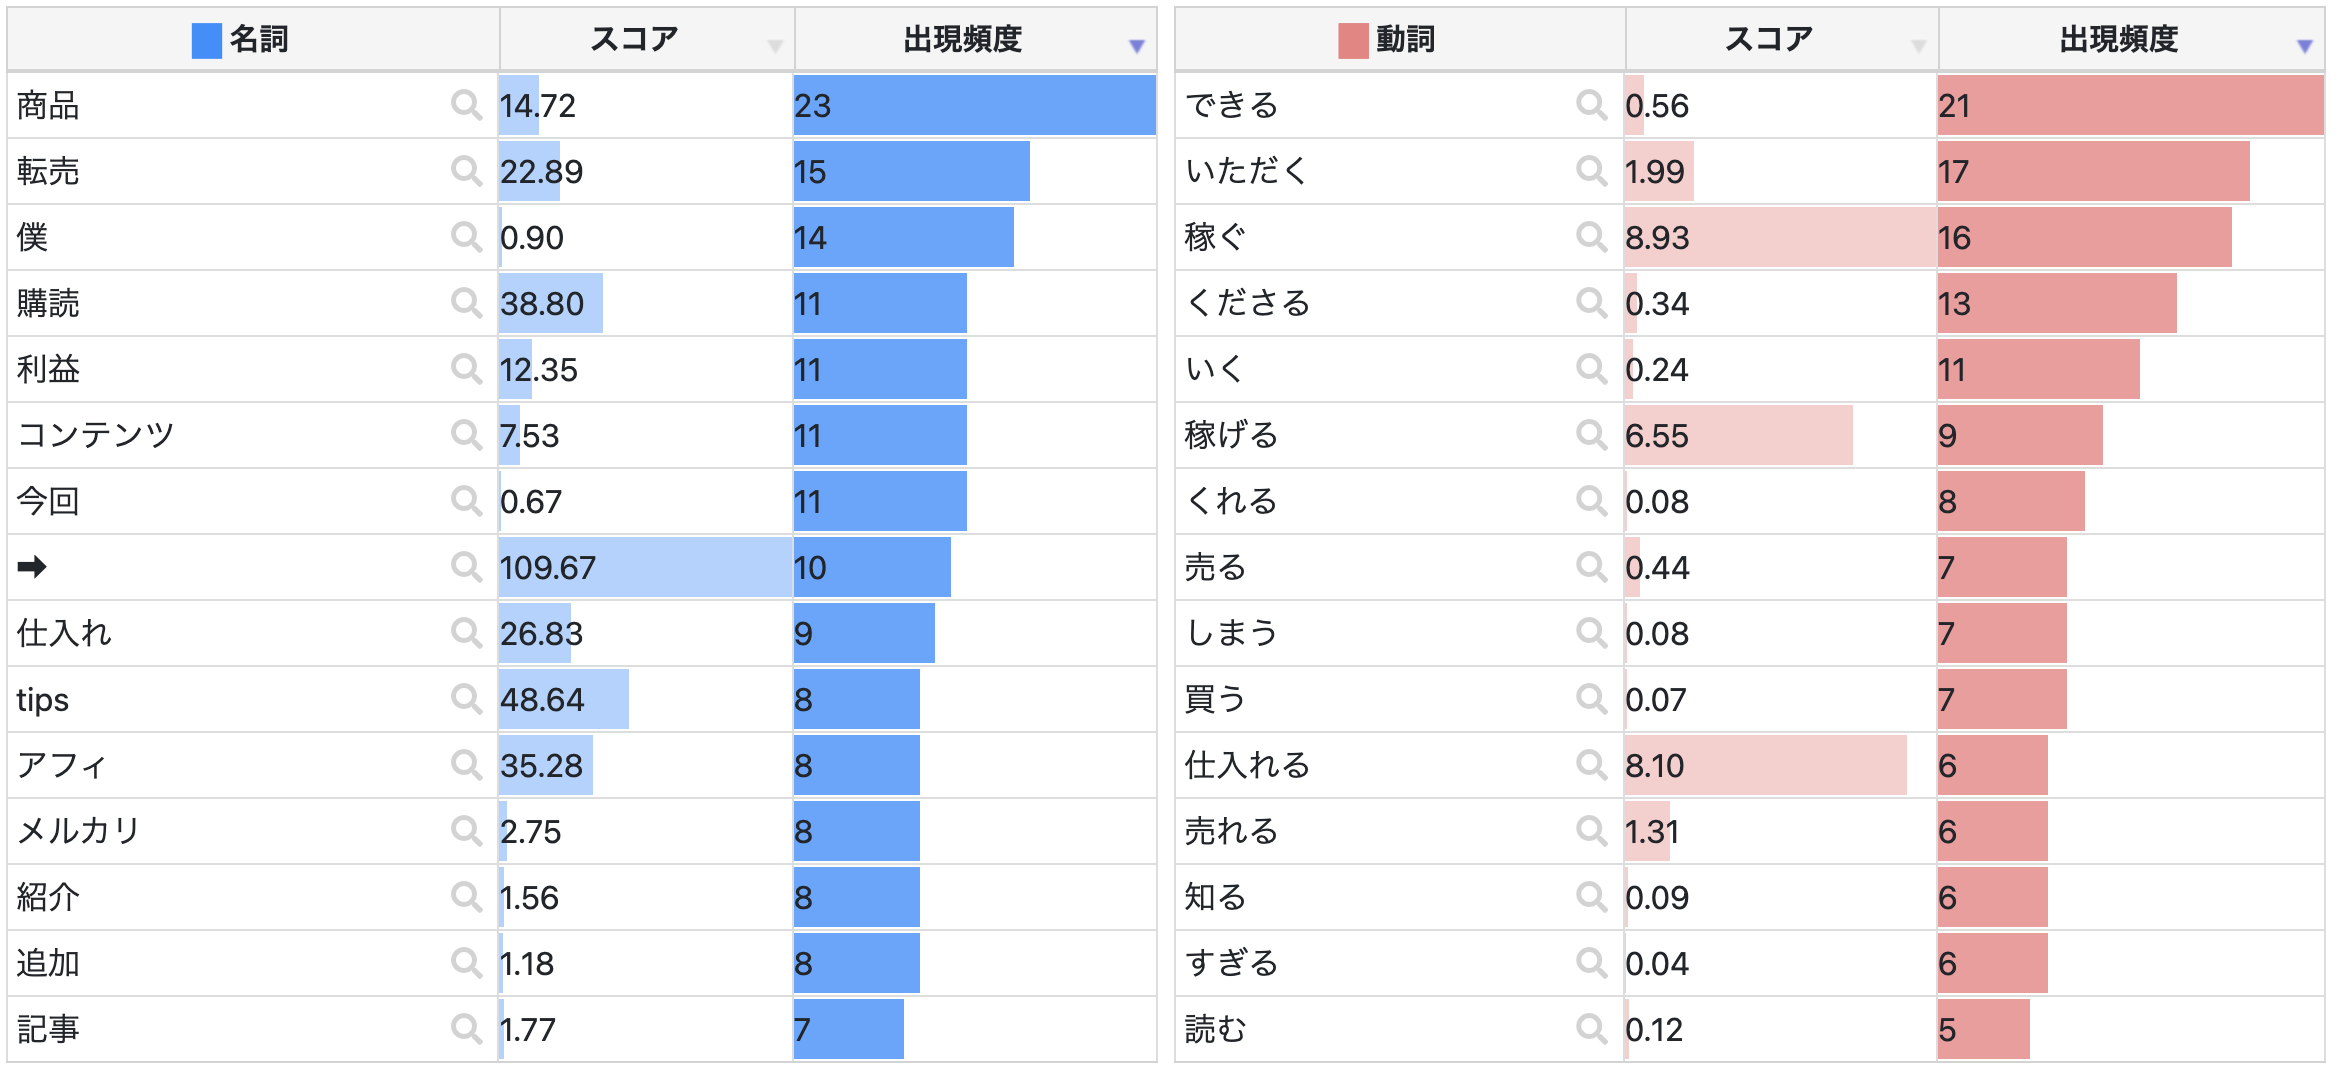 名詞 スコア 出現頻度 動詞 スコア 出現頻度
商品 14.72 23 できる 0.56 21
転売 22.89 15 いただく 1.99 17
僕 0.90 14 稼ぐ 8.93 16
購読 38.80 11 くださる 0.34 13
利益 12.35 11 いく 0.24 11
コンテンツ 7.53 11 稼げる 6.55 9
今回 0.67 11 くれる 0.08 8
➡ 109.67 10 売る 0.44 7
仕入れ 26.83 9 しまう 0.08 7
tips 48.64 8 買う 0.07 7
アフィ 35.28 8 仕入れる 8.10 6
メルカリ 2.75 8 売れる 1.31 6
紹介 1.56 8 知る 0.09 6
追加 1.18 8 すぎる 0.04 6
記事 1.77 7 読む 0.12 5